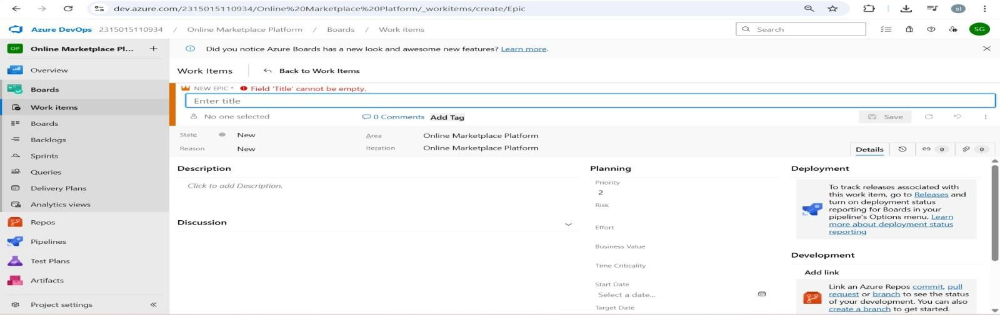 dev.azure.com/2315015110934/Online%20Marketplace%20Platform/_workitems/create/Epic
sl
Azure DevOps 2315015110934 / Online Marketplace Platform / Boards / Work items
Search
SG
OP Online Marketplace Pl... +
Did you notice Azure Boards has a new look and awesome new features? Learn more.
Overview
Boards
Work items
Boards
Backlogs
Sprints
Queries
Delivery Plans
Analytics views
Repos
Pipelines
Test Plans
Artifacts
Project settings
Work Items
Back to Work Items
NEW EPIC * Field 'Title' cannot be empty.
Enter title
No one selected
0 Comments Add Tag
Save
State New
Reason New
Area Online Marketplace Platform
Iteration Online Marketplace Platform
Details
0
0
Description
Click to add Description.
Discussion
Planning
Priority
2
Risk
Effort
Business Value
Time Criticality
Start Date
Select a date...
Target Date
Deployment
To track releases associated with
this work item, go to Releases and
turn on deployment status
reporting for Boards in your
pipeline's Options menu. Learn
more about deployment status
reporting
Development
Add link
Link an Azure Repos commit, pull
request or branch to see the status
of your development. You can also
create a branch to get started.